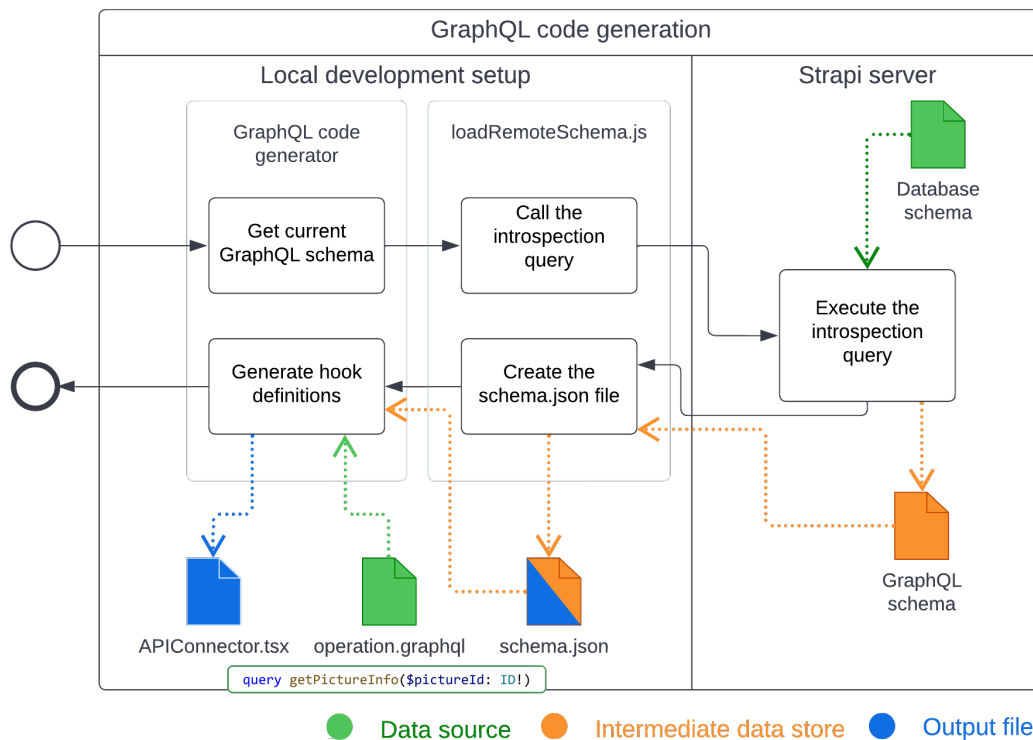 GraphQL code generation
Local development setup
Strapi server
GraphQL code
generator
loadRemoteSchema.js
Database
schema
Get current
GraphQL schema
Call the
introspection
query
Execute the
introspection
query
Generate hook
definitions
Create the
schema.json file
GraphQL
schema
APIConnector.tsx
operation.graphql
schema.json
query getPictureInfo($pictureId: ID!)
Data source
Intermediate data store
Output file